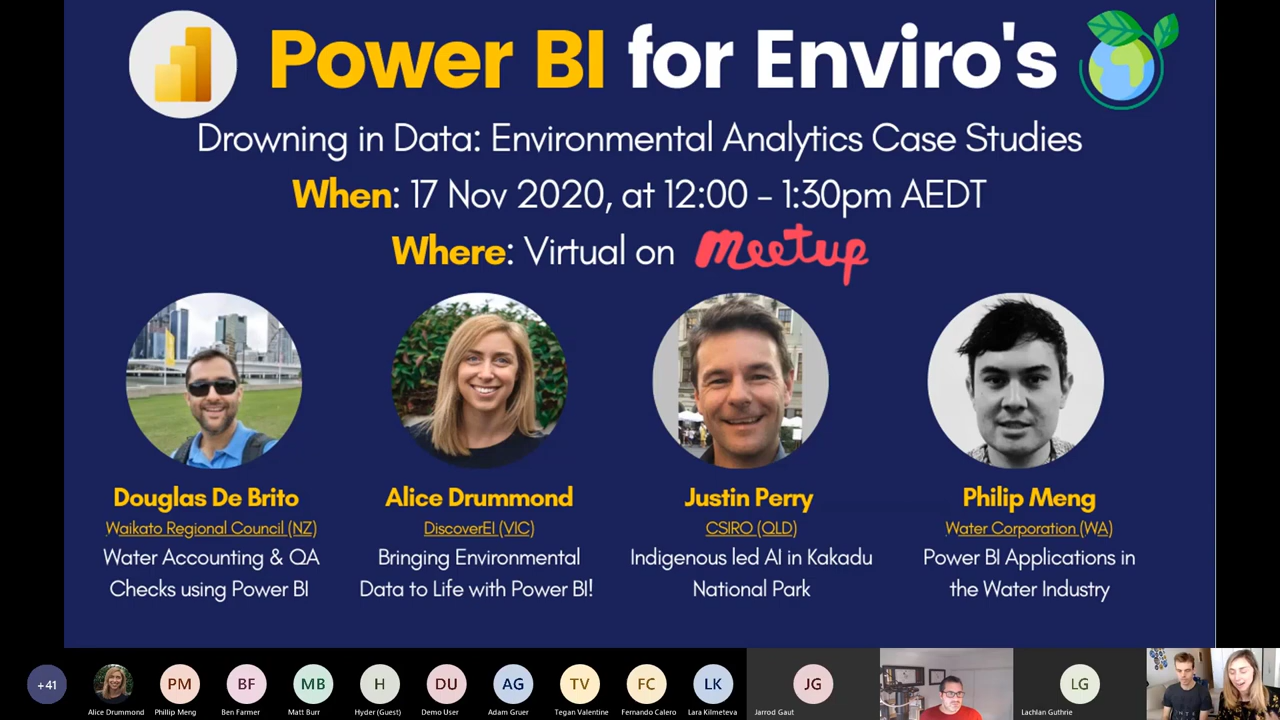 Power BI for Enviro's
Drowning in Data: Environmental Analytics Case Studies
When: 17 Nov 2020, at 12:00 - 1:30pm AEDT
Where: Virtual on Meetup
Douglas De Brito
Waikato Regional Council (NZ)
Water Accounting & QA
Checks using Power BI
Alice Drummond
DiscoverEI (VIC)
Bringing Environmental
Data to Life with Power BI!
Justin Perry
CSIRO (QLD)
Indigenous led AI in Kakadu
National Park
Philip Meng
Water Corporation (WA)
Power BI Applications in
the Water Industry
+41
PM
BF
MB
H
DU
AG
TV
FC
LK
JG
LG
Alice Drummond
Phillip Meng
Ben Farmer
Matt Burr
Hyder (Guest)
Demo User
Adam Gruer
Tegan Valentine
Fernando Calero
Lara Kilmeteva
Jarrod Gaut
Lachlan Guthrie